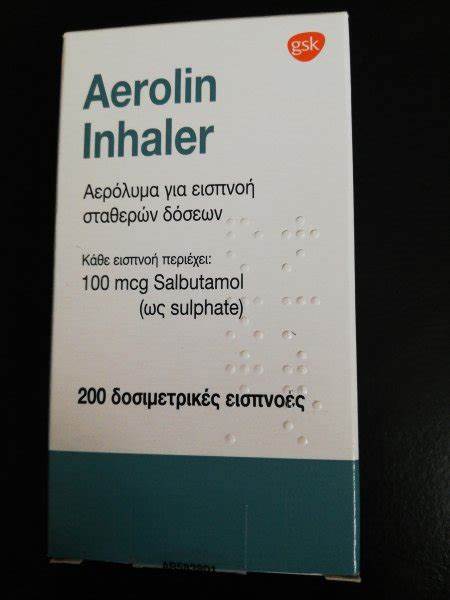 gsk
Aerolin
Inhaler
Αερόλυμα για εισπνοή
σταθερών δόσεων
Κάθε εισπνοή περιέχει:
100 mcg Salbutamol
(ως sulphate)
200 δοσιμετρικές εισπνοές